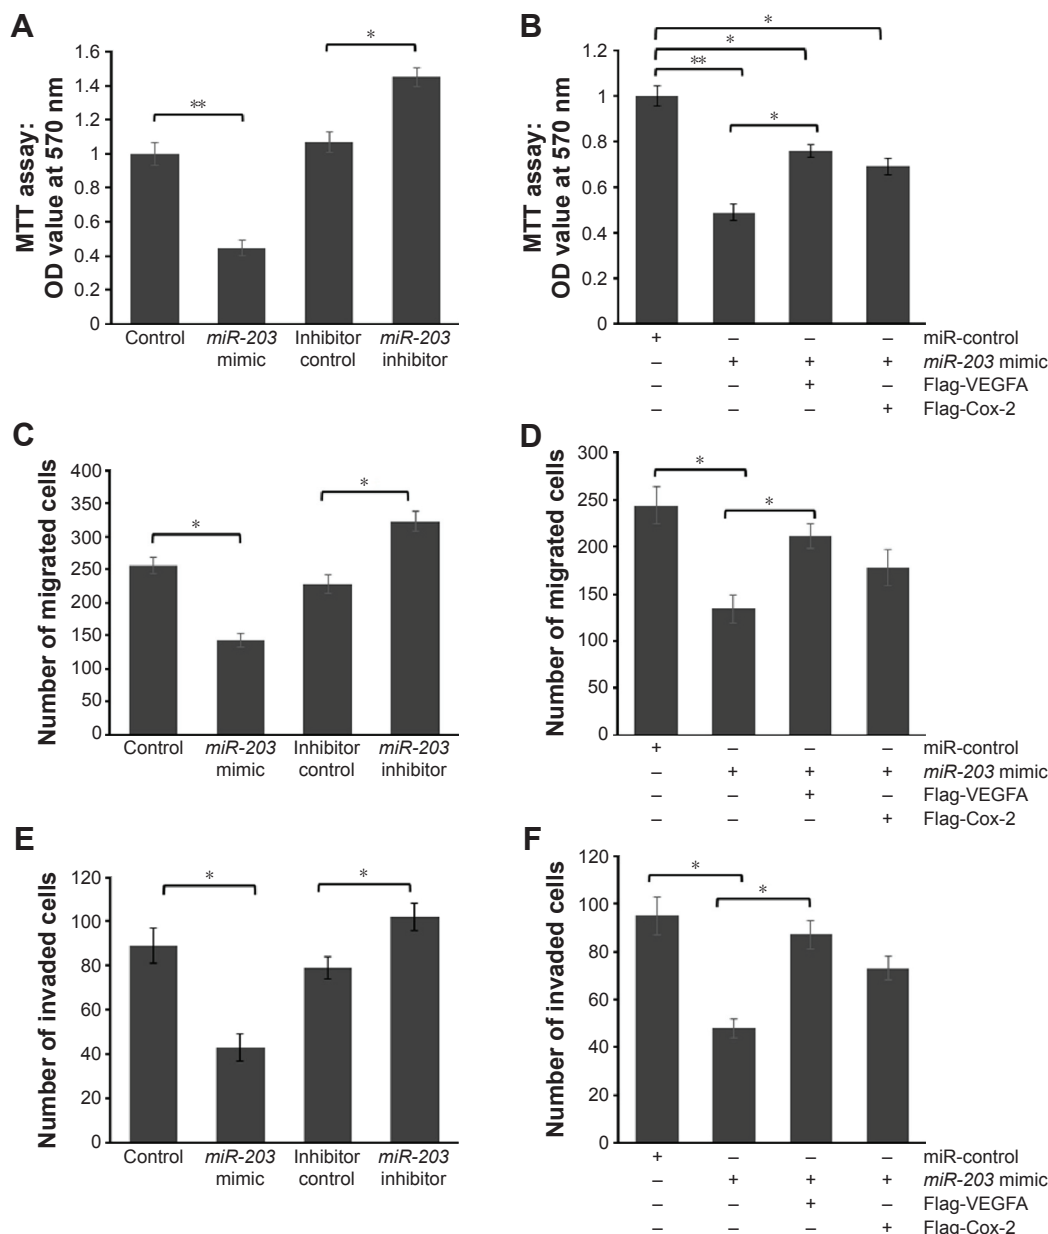 A
MTT assay:
OD value at 570 nm
1.6
1.4
1.2
1
0.8
0.6
0.4
0.2
0
**
*
Control
miR-203
mimic
Inhibitor
control
miR-203
inhibitor
B
MTT assay:
OD value at 570 nm
1.2
1
0.8
0.6
0.4
0.2
0
*
*
**
*
+ – – – miR-control
– + + + miR-203 mimic
– – + – Flag-VEGFA
– – – + Flag-Cox-2
C
Number of migrated cells
400
350
300
250
200
150
100
50
0
*
*
Control
miR-203
mimic
Inhibitor
control
miR-203
inhibitor
D
Number of migrated cells
300
250
200
150
100
50
0
*
*
+ – – – miR-control
– + + + miR-203 mimic
– – + – Flag-VEGFA
– – – + Flag-Cox-2
E
Number of invaded cells
120
100
80
60
40
20
0
*
*
Control
miR-203
mimic
Inhibitor
control
miR-203
inhibitor
F
Number of invaded cells
120
100
80
60
40
20
0
*
*
+ – – – miR-control
– + + + miR-203 mimic
– – + – Flag-VEGFA
– – – + Flag-Cox-2